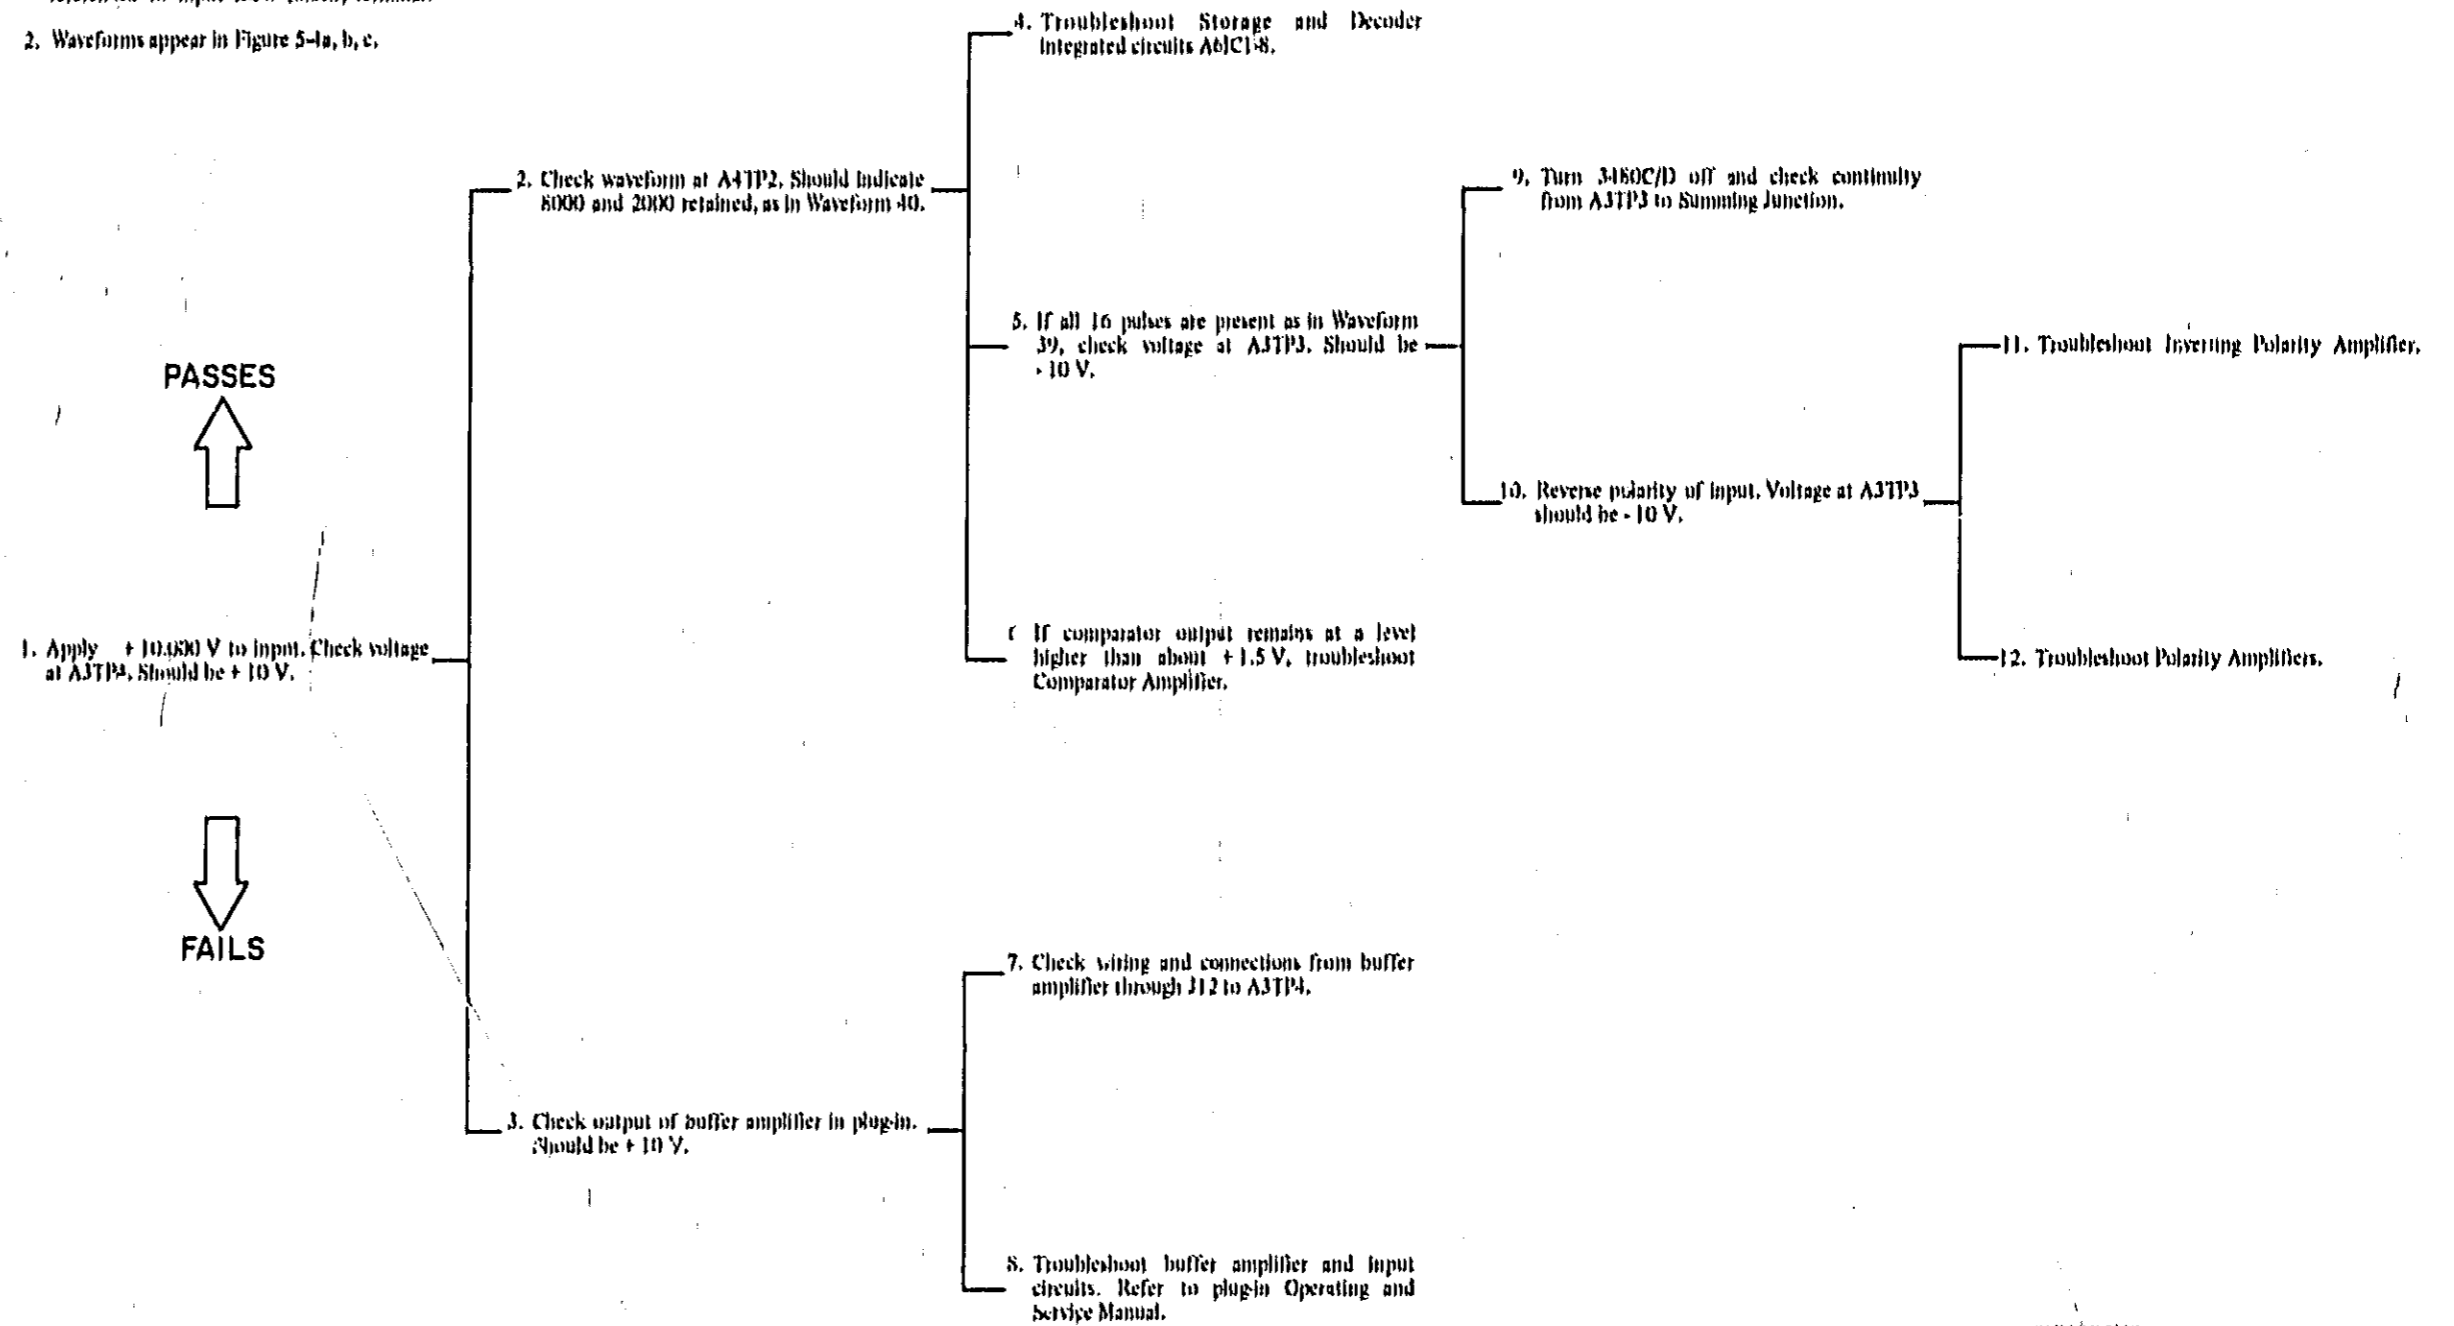 2. Waveforms appear in Figure 5-4a, b, c.
PASSES
FAILS
1. Apply + 10.000 V to input. Check voltage
at A3TP4. Should be + 10 V.
2. Check waveform at A4TP2. Should indicate
8000 and 2000 retained, as in Waveform 40.
3. Check output of buffer amplifier in plug-in.
Should be + 10 V.
4. Troubleshoot Storage and Decoder
integrated circuits A6IC1-8.
5. If all 16 pulses are present as in Waveform
39, check voltage at A3TP3. Should be
- 10 V.
If comparator output remains at a level
higher than about + 1.5 V, troubleshoot
Comparator Amplifier.
7. Check wiring and connections from buffer
amplifier through J12 to A3TP4.
8. Troubleshoot buffer amplifier and input
circuits. Refer to plug-in Operating and
Service Manual.
9. Turn 3480C/D off and check continuity
from A3TP3 to Summing Junction.
10. Reverse polarity of input. Voltage at A3TP3
should be - 10 V.
11. Troubleshoot Inverting Polarity Amplifier.
12. Troubleshoot Polarity Amplifiers.